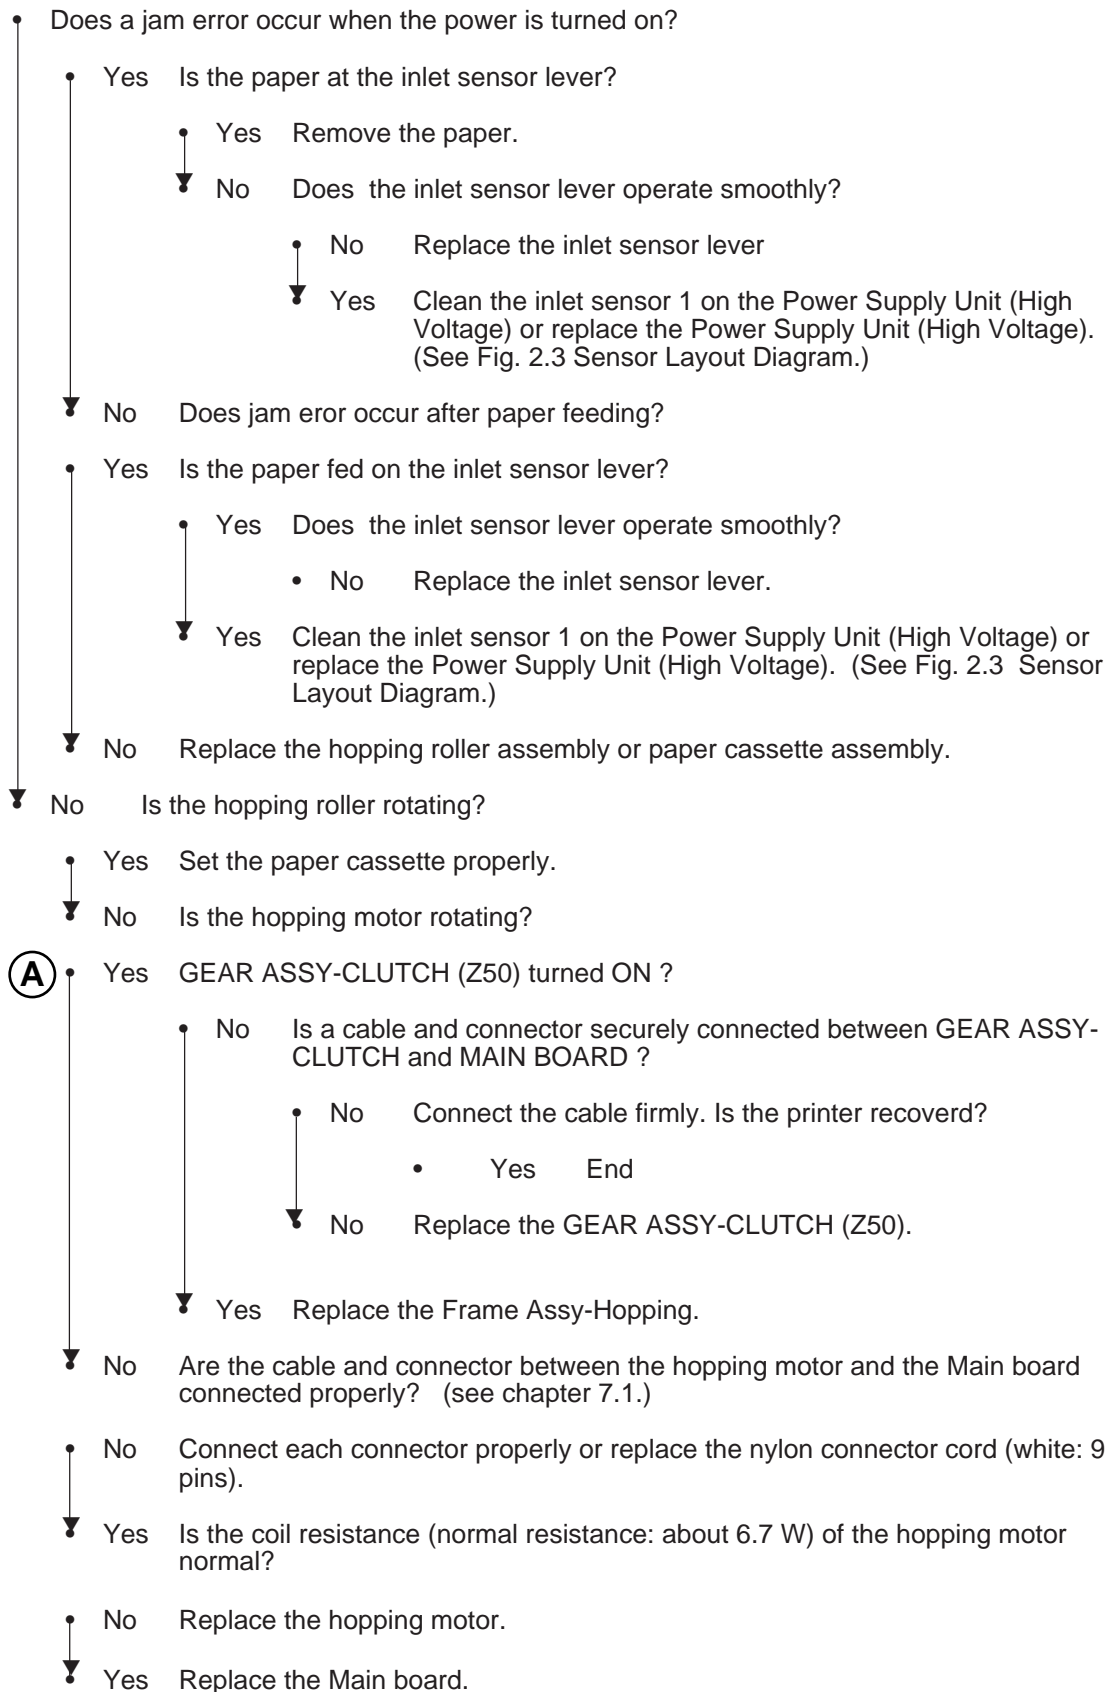 • Does a jam error occur when the power is turned on?
• Yes Is the paper at the inlet sensor lever?
• Yes Remove the paper.
• No Does the inlet sensor lever operate smoothly?
• No Replace the inlet sensor lever
• Yes Clean the inlet sensor 1 on the Power Supply Unit (High
Voltage) or replace the Power Supply Unit (High Voltage).
(See Fig. 2.3 Sensor Layout Diagram.)
• No Does jam eror occur after paper feeding?
• Yes Is the paper fed on the inlet sensor lever?
• Yes Does the inlet sensor lever operate smoothly?
• No Replace the inlet sensor lever.
• Yes Clean the inlet sensor 1 on the Power Supply Unit (High Voltage) or
replace the Power Supply Unit (High Voltage). (See Fig. 2.3 Sensor
Layout Diagram.)
• No Replace the hopping roller assembly or paper cassette assembly.
• No Is the hopping roller rotating?
• Yes Set the paper cassette properly.
• No Is the hopping motor rotating?
A • Yes GEAR ASSY-CLUTCH (Z50) turned ON ?
• No Is a cable and connector securely connected between GEAR ASSY-
CLUTCH and MAIN BOARD ?
• No Connect the cable firmly. Is the printer recoverd?
• Yes End
• No Replace the GEAR ASSY-CLUTCH (Z50).
• Yes Replace the Frame Assy-Hopping.
• No Are the cable and connector between the hopping motor and the Main board
connected properly? (see chapter 7.1.)
• No Connect each connector properly or replace the nylon connector cord (white: 9
pins).
• Yes Is the coil resistance (normal resistance: about 6.7 W) of the hopping motor
normal?
• No Replace the hopping motor.
• Yes Replace the Main board.